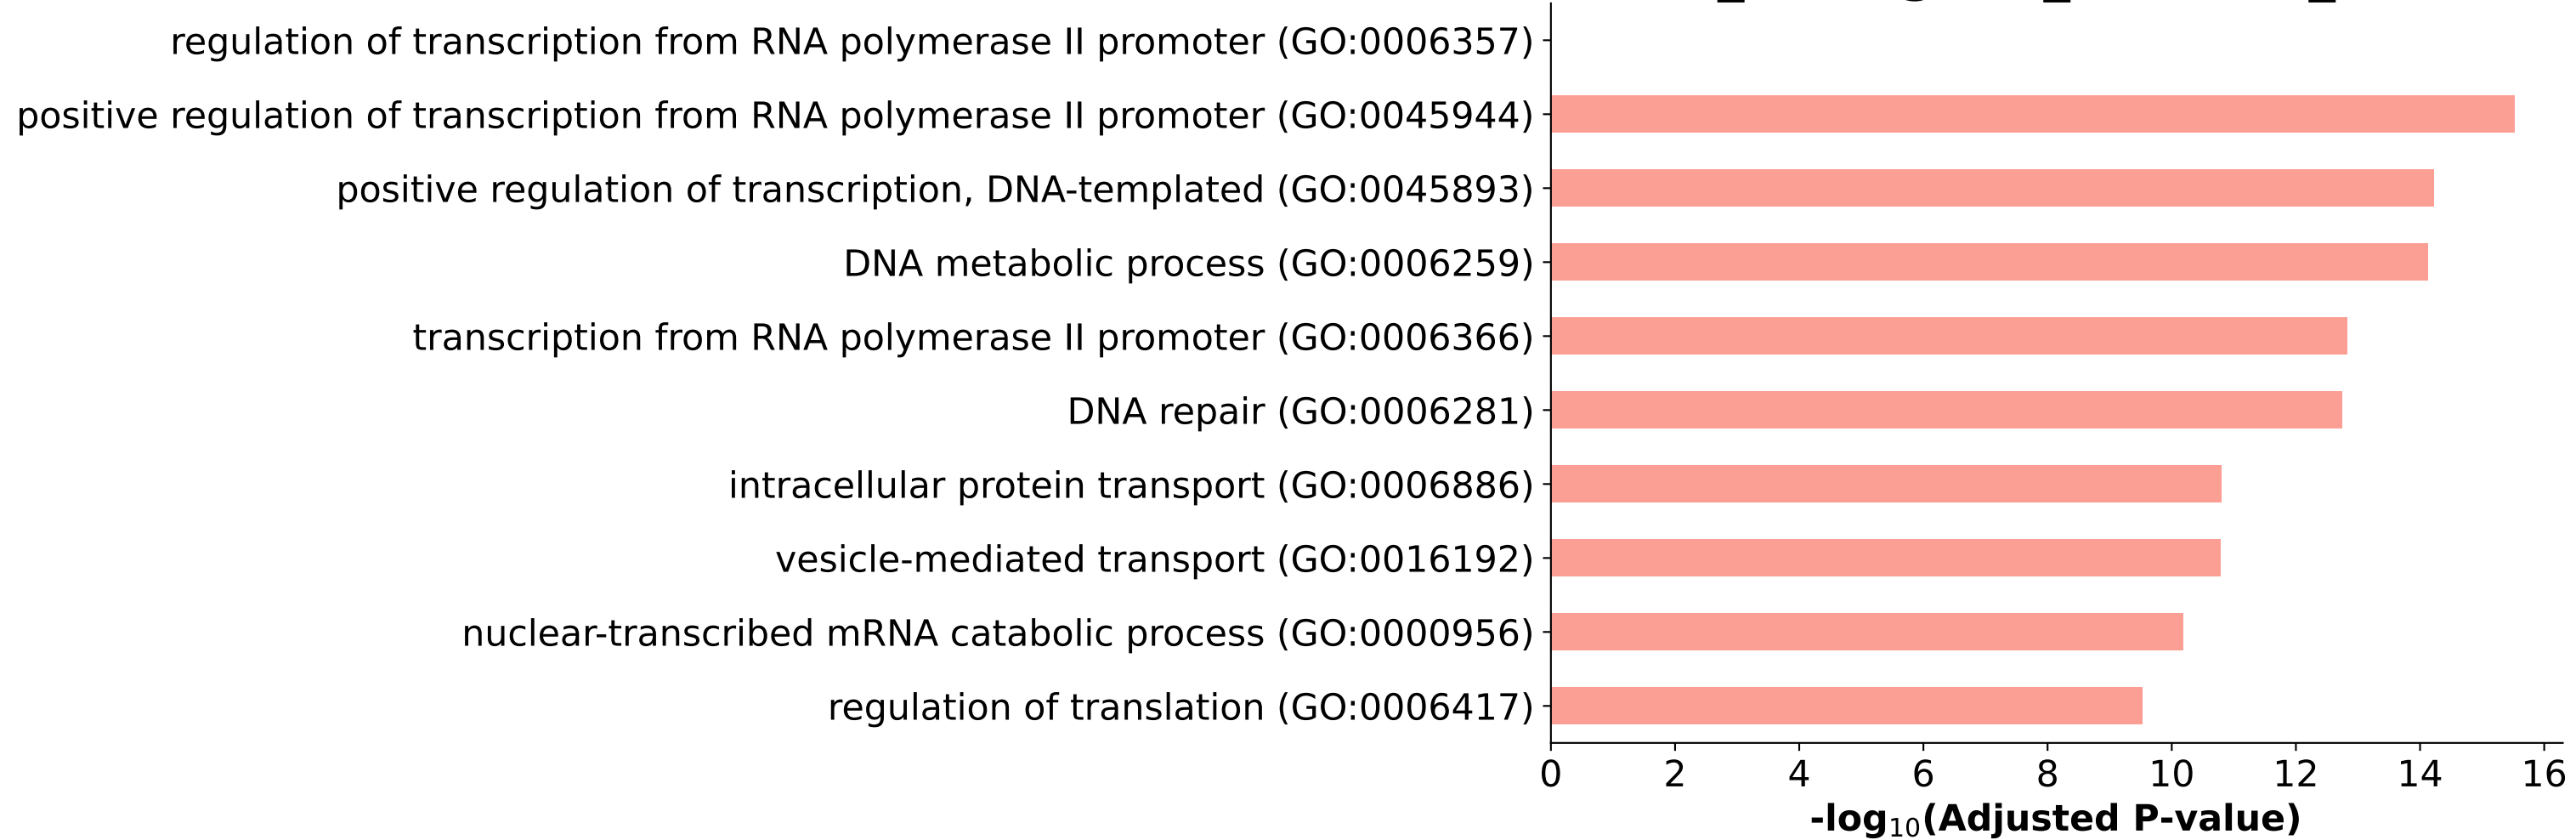 regulation of transcription from RNA polymerase II promoter (GO:0006357)
positive regulation of transcription from RNA polymerase II promoter (GO:0045944)
positive regulation of transcription, DNA-templated (GO:0045893)
DNA metabolic process (GO:0006259)
transcription from RNA polymerase II promoter (GO:0006366)
DNA repair (GO:0006281)
intracellular protein transport (GO:0006886)
vesicle-mediated transport (GO:0016192)
nuclear-transcribed mRNA catabolic process (GO:0000956)
regulation of translation (GO:0006417)
0 2 4 6 8 10 12 14 16
-log₁₀(Adjusted P-value)